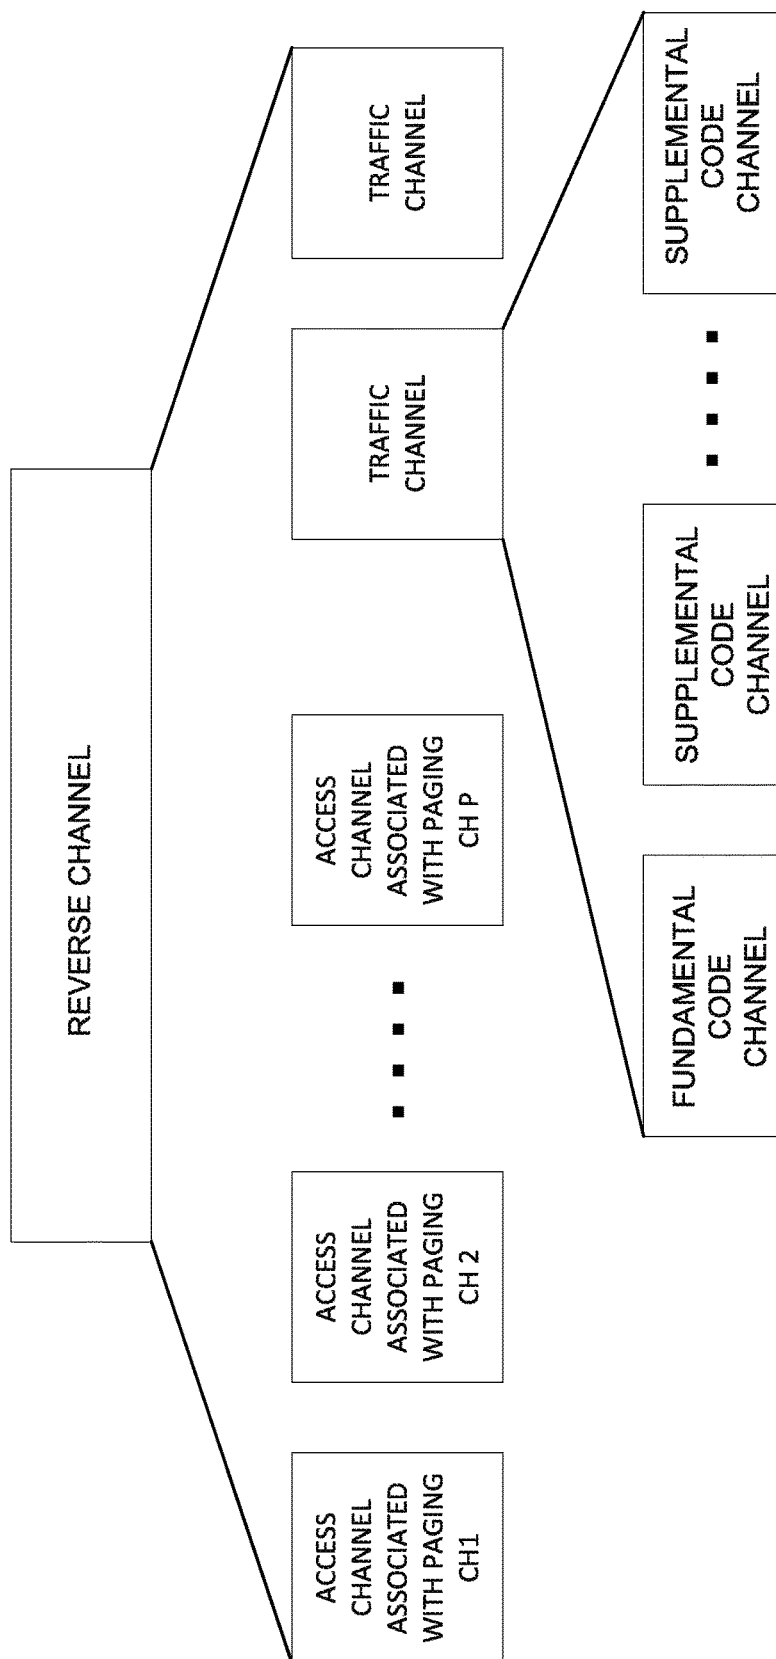 REVERSE CHANNEL
ACCESS
CHANNEL
ASSOCIATED
WITH PAGING
CH1
ACCESS
CHANNEL
ASSOCIATED
WITH PAGING
CH 2
ACCESS
CHANNEL
ASSOCIATED
WITH PAGING
CH P
TRAFFIC
CHANNEL
TRAFFIC
CHANNEL
FUNDAMENTAL
CODE
CHANNEL
SUPPLEMENTAL
CODE
CHANNEL
SUPPLEMENTAL
CODE
CHANNEL